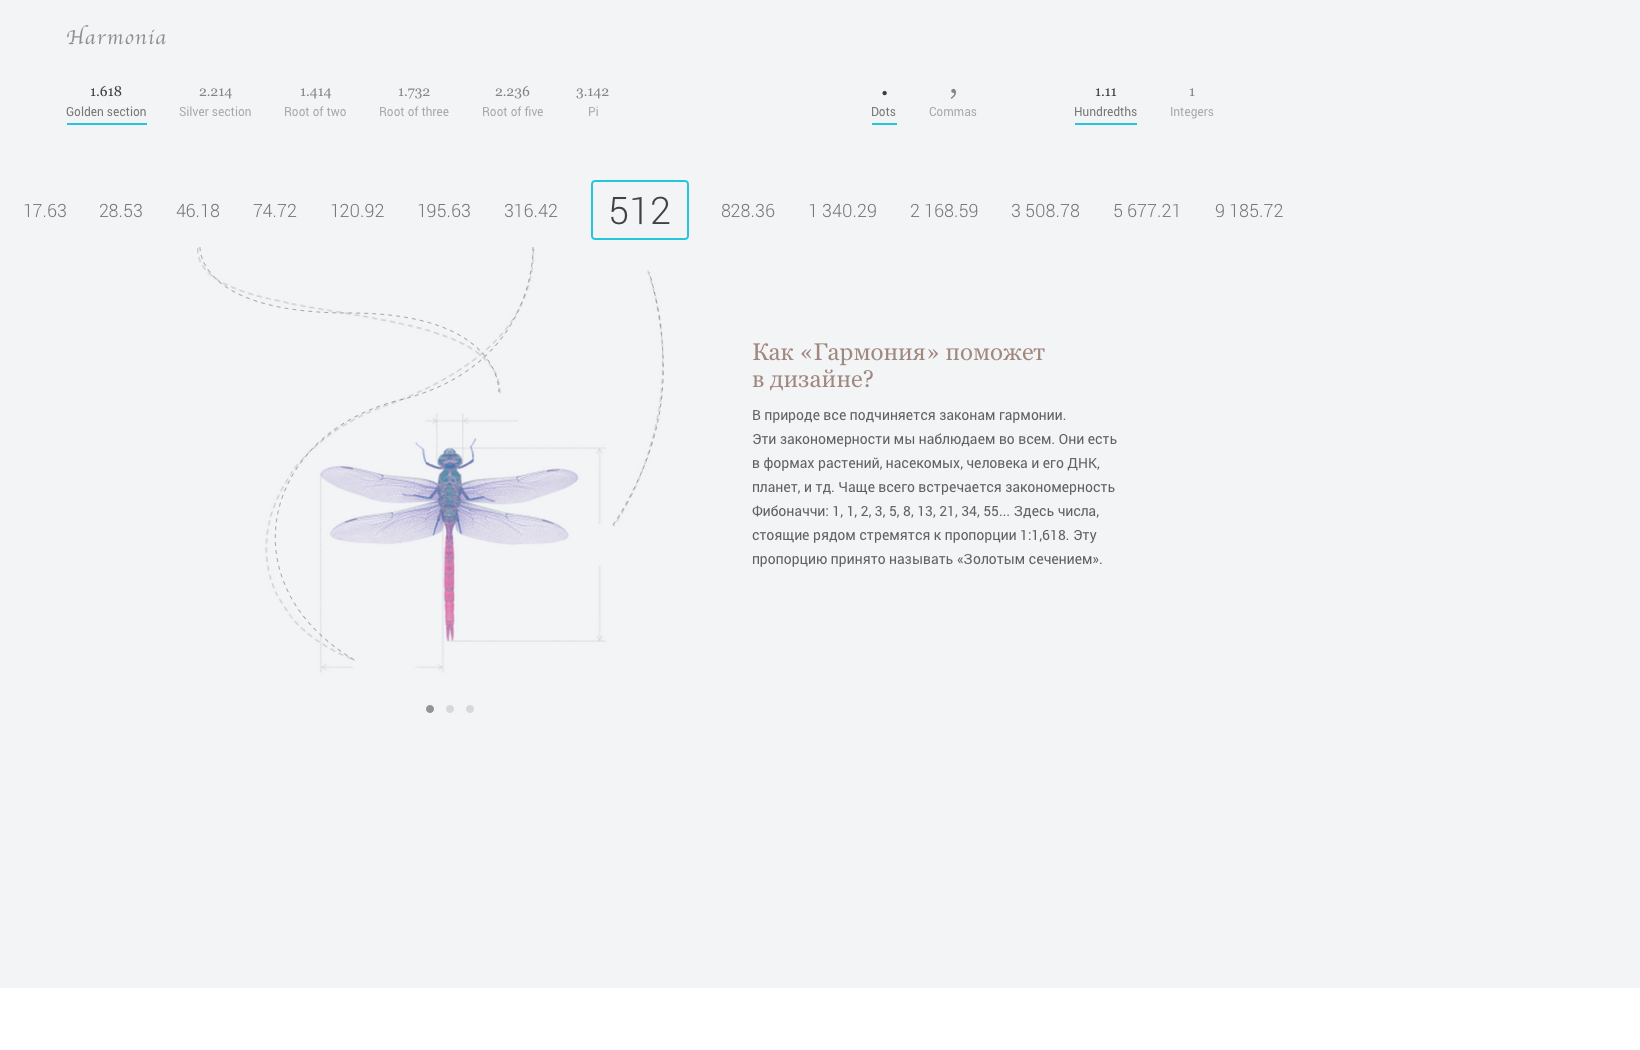 Harmonia
1.618 2.214 1.414 1.732 2.236 3.142 . , 1.11 1
Golden section Silver section Root of two Root of three Root of five Pi Dots Commas Hundredths Integers
17.63 28.53 46.18 74.72 120.92 195.63 316.42 512 828.36 1 340.29 2 168.59 3 508.78 5 677.21 9 185.72
Как «Гармония» поможет
в дизайне?
В природе все подчиняется законам гармонии.
Эти закономерности мы наблюдаем во всем. Они есть
в формах растений, насекомых, человека и его ДНК,
планет, и тд. Чаще всего встречается закономерность
Фибоначчи: 1, 1, 2, 3, 5, 8, 13, 21, 34, 55... Здесь числа,
стоящие рядом стремятся к пропорции 1:1,618. Эту
пропорцию принято называть «Золотым сечением».